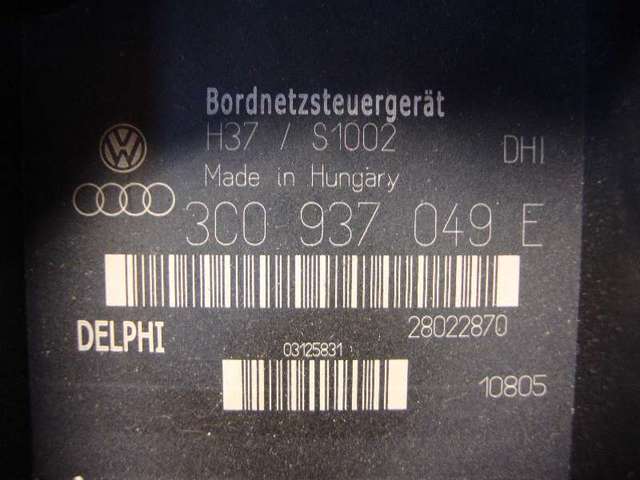 Bordnetzsteuergerät
H37 / S1002 DHI
Made in Hungary
3C0 937 049 E
DELPHI 28022870
03125831
10805